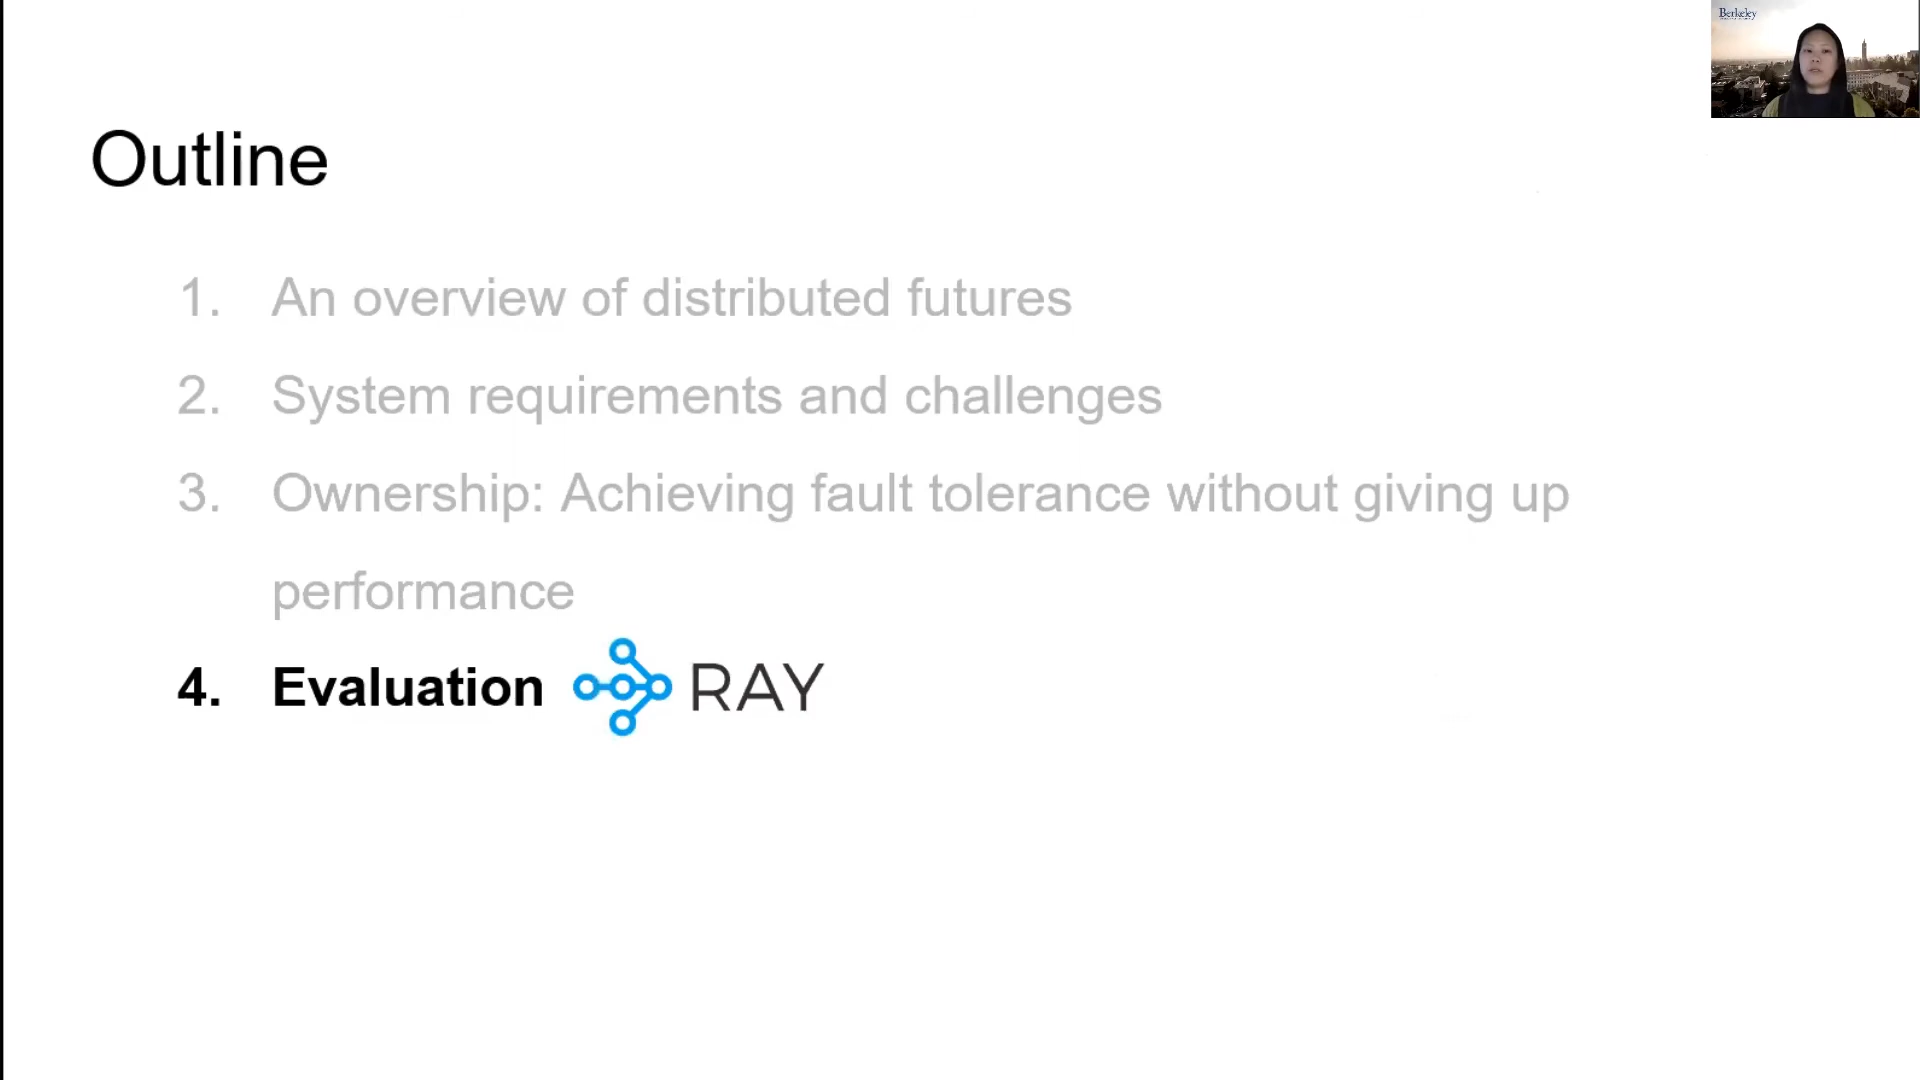 Berkeley
Outline
1. An overview of distributed futures
2. System requirements and challenges
3. Ownership: Achieving fault tolerance without giving up
performance
4. Evaluation RAY